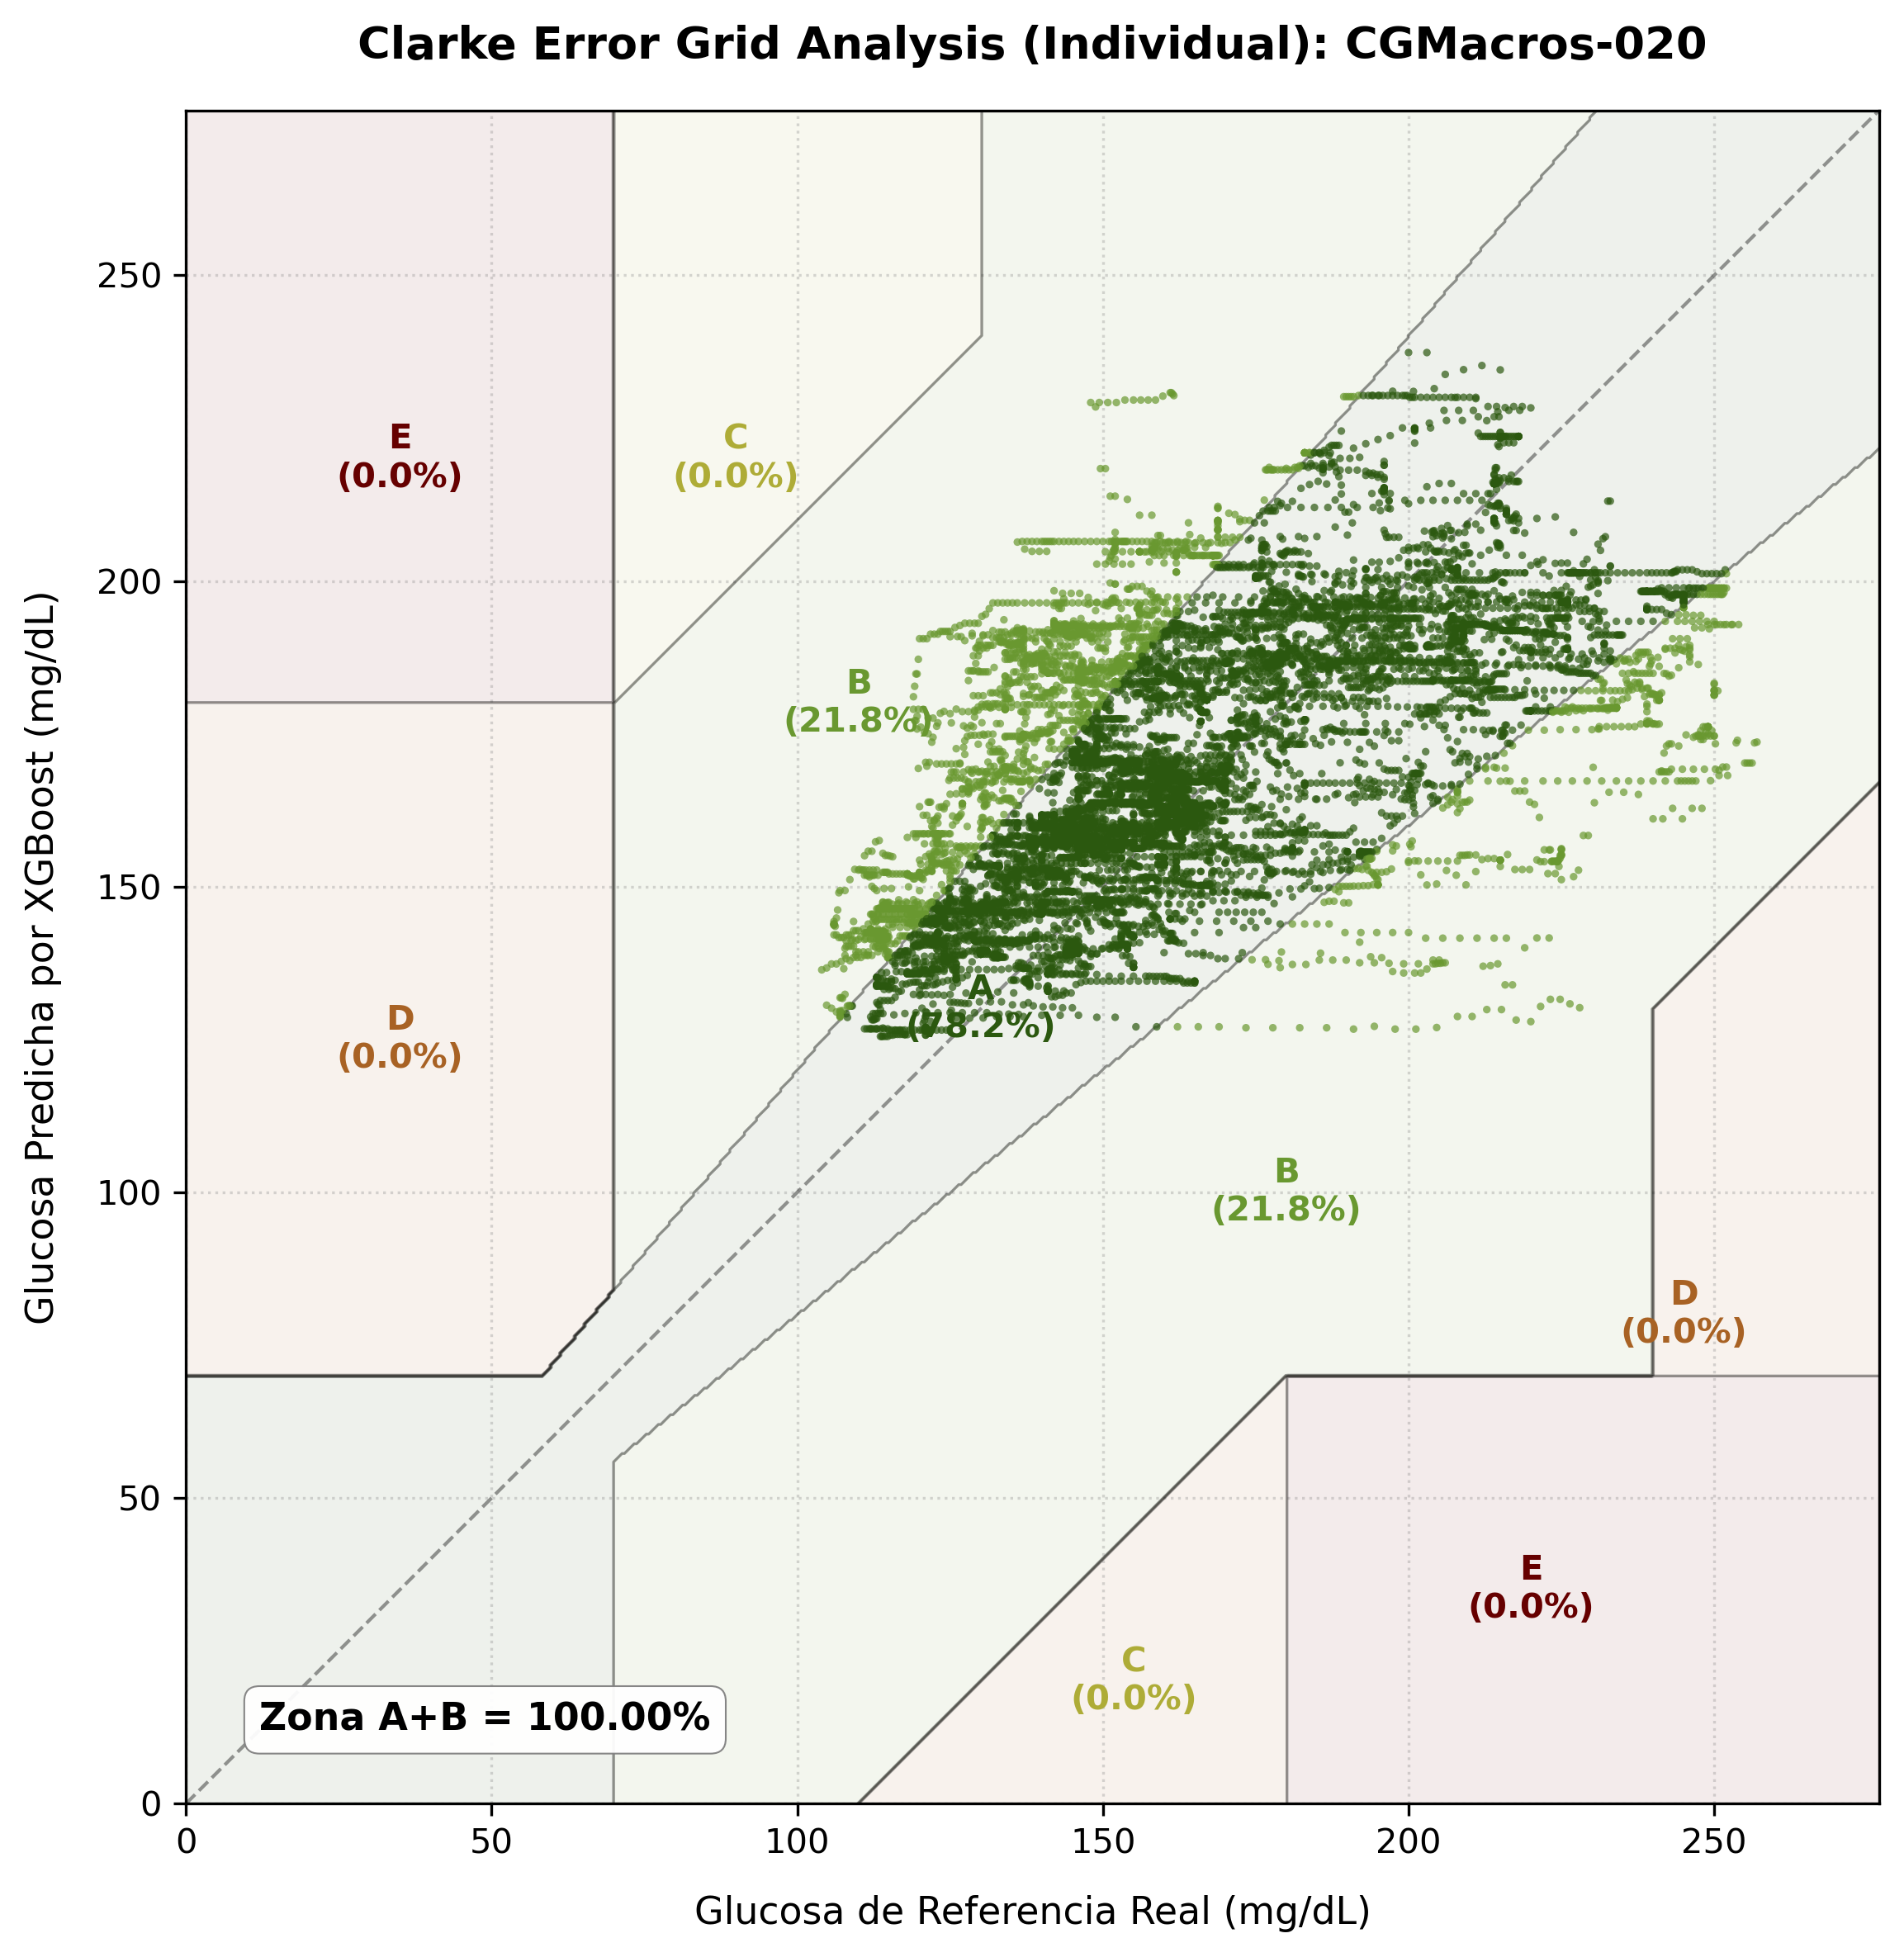 Clarke Error Grid Analysis (Individual): CGMacros-020
Glucosa Predicha por XGBoost (mg/dL)
250
200
150
100
50
0
E
(0.0%)
C
(0.0%)
B
(21.8%)
D
(0.0%)
A
(78.2%)
B
(21.8%)
D
(0.0%)
E
(0.0%)
C
(0.0%)
Zona A+B = 100.00%
0
50
100
150
200
250
Glucosa de Referencia Real (mg/dL)